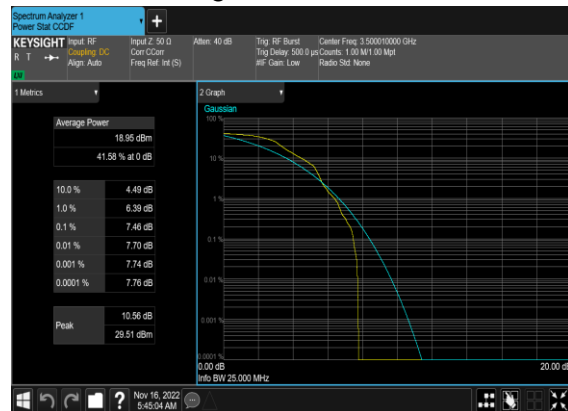 Spectrum Analyzer 1
Power Stat CCDF
+
KEYSIGHT
R T
LW
Input: RF
Coupling: DC
Align: Auto
Input Z: 50 Ω
Corr CCorr
Freq Ref: Int (S)
Atten: 40 dB
Trig: RF Burst
Trig Delay: 500.0 µs
#IF Gain: Low
Center Freq: 3.500010000 GHz
Counts: 1.00 M/1.00 Mpt
Radio Std: None
1 Metrics
Average Power
18.95 dBm
41.58 % at 0 dB
10.0 % 4.49 dB
1.0 % 6.39 dB
0.1 % 7.46 dB
0.01 % 7.70 dB
0.001 % 7.74 dB
0.0001 % 7.76 dB
Peak
10.56 dB
29.51 dBm
2 Graph
Gaussian
100 %
10 %
1 %
0.1 %
0.01 %
0.001 %
0.0001 %
0.00 dB 20.00 dB
Info BW 25.000 MHz
?
Nov 16, 2022
5:45:04 AM